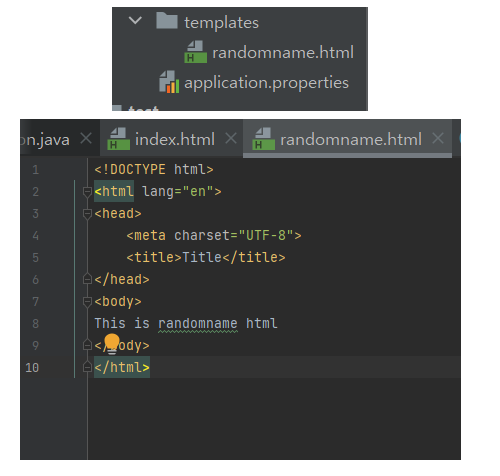 templates
randomname.html
application.properties
test
on.java
index.html
randomname.html
1 <!DOCTYPE html>
2 <html lang="en">
3 <head>
4 <meta charset="UTF-8">
5 <title>Title</title>
6 </head>
7 <body>
8 This is randomname html
9 </body>
10 </html>